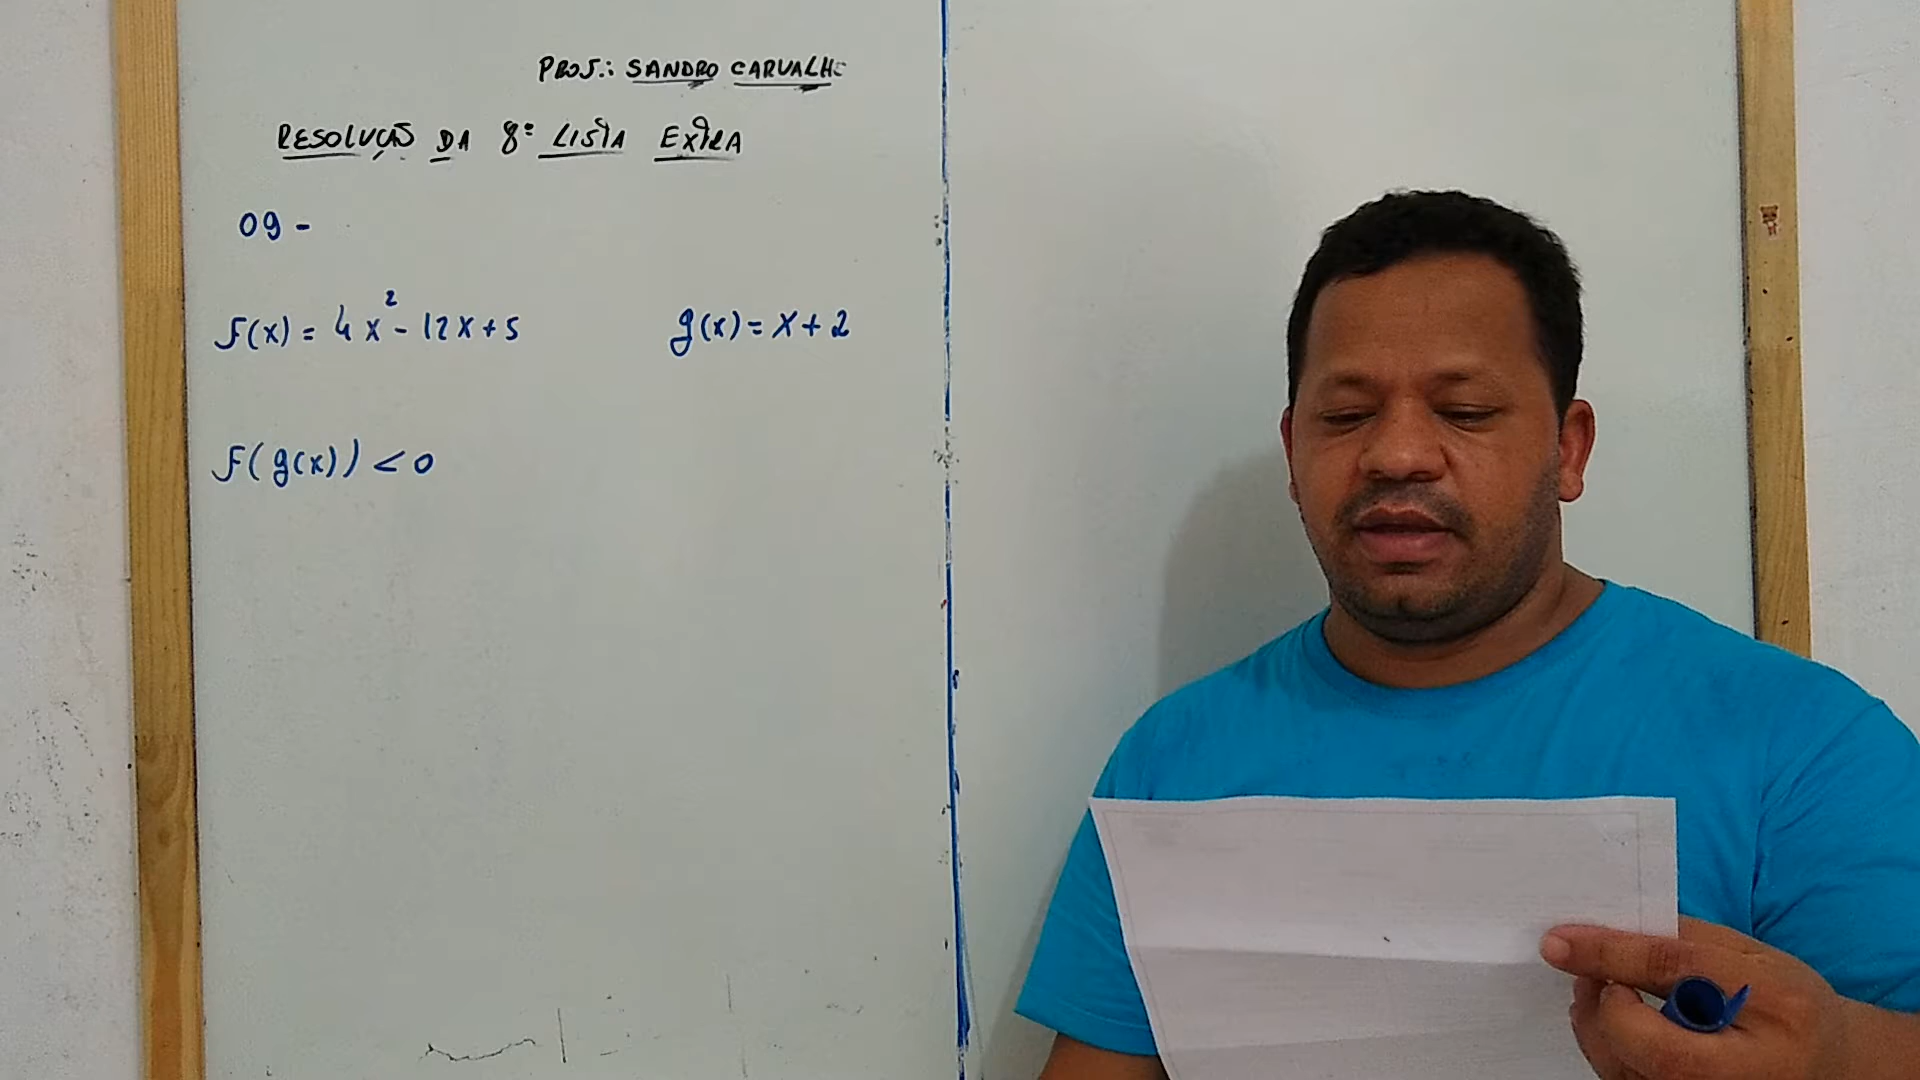 PROF.: SANDRO CARVALHO
RESOLUÇÃO DA 8ª LISTA EXTRA
09 -
f(x) = 4x² - 12x + 5 g(x) = x + 2
f(g(x)) < 0